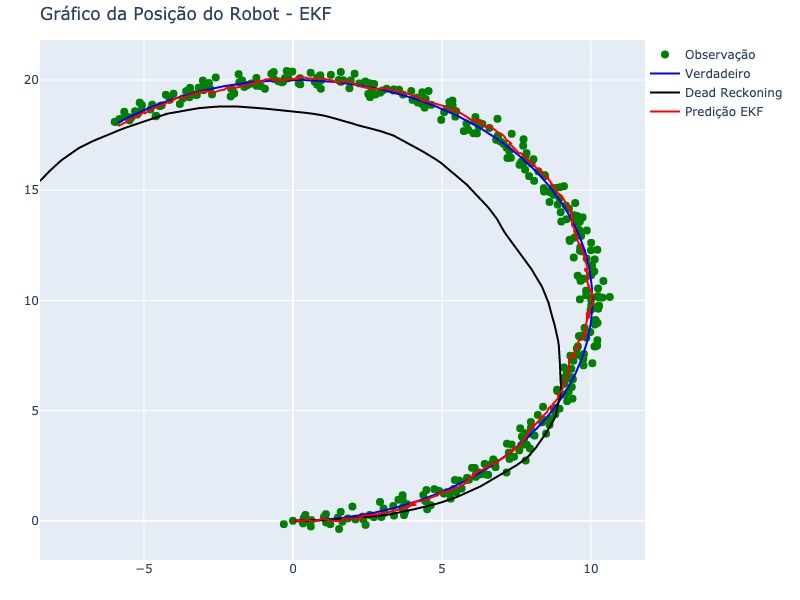 Gráfico da Posição do Robot - EKF
Observação
Verdadeiro
Dead Reckoning
Predição EKF
20
15
10
5
0
−5
0
5
10